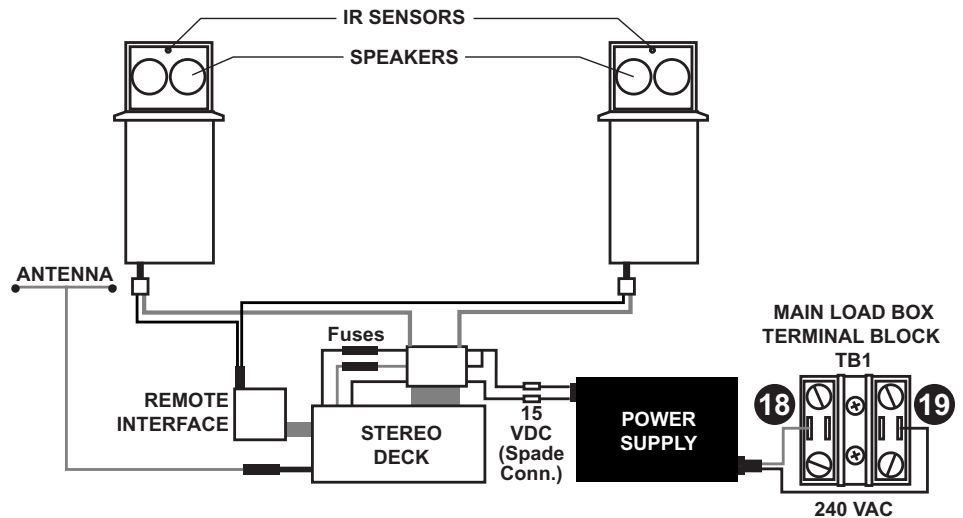 IR SENSORS
SPEAKERS
ANTENNA
MAIN LOAD BOX
TERMINAL BLOCK
TB1
Fuses
18
19
REMOTE
INTERFACE
STEREO
DECK
15
VDC
(Spade
Conn.)
POWER
SUPPLY
240 VAC